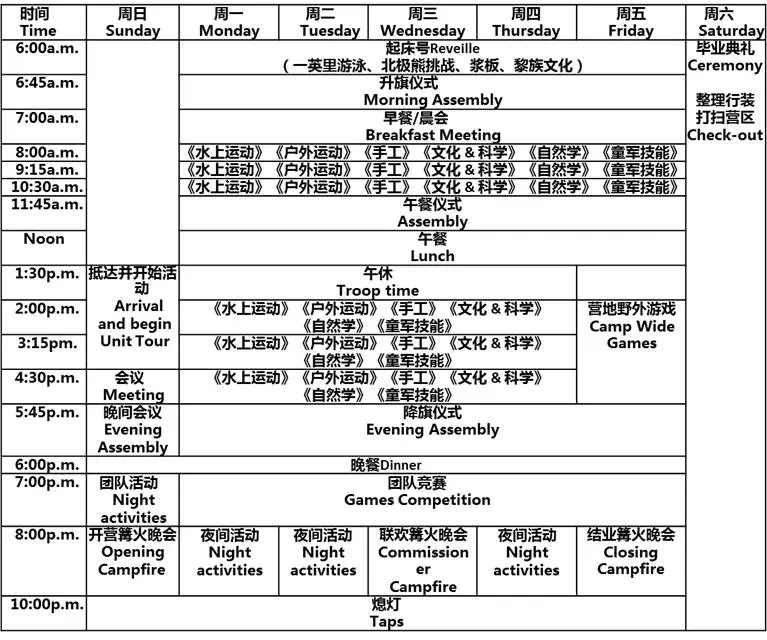 时间 周日 周一 周二 周三 周四 周五 周六
Time Sunday Monday Tuesday Wednesday Thursday Friday Saturday
6:00a.m. 起床号Reveille 毕业典礼
（一英里游泳、北极熊挑战、浆板、黎族文化） Ceremony
6:45a.m. 升旗仪式
Morning Assembly 整理行装
7:00a.m. 早餐/晨会 打扫营区
Breakfast Meeting Check-out
8:00a.m. 《水上运动》《户外运动》《手工》《文化 & 科学》《自然学》《童军技能》
9:15a.m. 《水上运动》《户外运动》《手工》《文化 & 科学》《自然学》《童军技能》
10:30a.m. 《水上运动》《户外运动》《手工》《文化 & 科学》《自然学》《童军技能》
11:45a.m. 午餐仪式
Assembly
Noon 午餐
Lunch
1:30p.m. 抵达并开始活 午休
动 Troop time
Arrival
and begin
Unit Tour
2:00p.m. 《水上运动》《户外运动》《手工》《文化 & 科学》 营地野外游戏
《自然学》《童军技能》 Camp Wide
Games
3:15pm. 《水上运动》《户外运动》《手工》《文化 & 科学》
《自然学》《童军技能》
4:30p.m. 会议 《水上运动》《户外运动》《手工》《文化 & 科学》
Meeting 《自然学》《童军技能》
5:45p.m. 晚间会议 降旗仪式
Evening Evening Assembly
Assembly
6:00p.m. 晚餐Dinner
7:00p.m. 团队活动 团队竞赛
Night Games Competition
activities
8:00p.m. 开营篝火晚会 夜间活动 夜间活动 联欢篝火晚会 夜间活动 结业篝火晚会
Opening Night Night Commission Night Closing
Campfire activities activities er activities Campfire
Campfire
10:00p.m. 熄灯
Taps